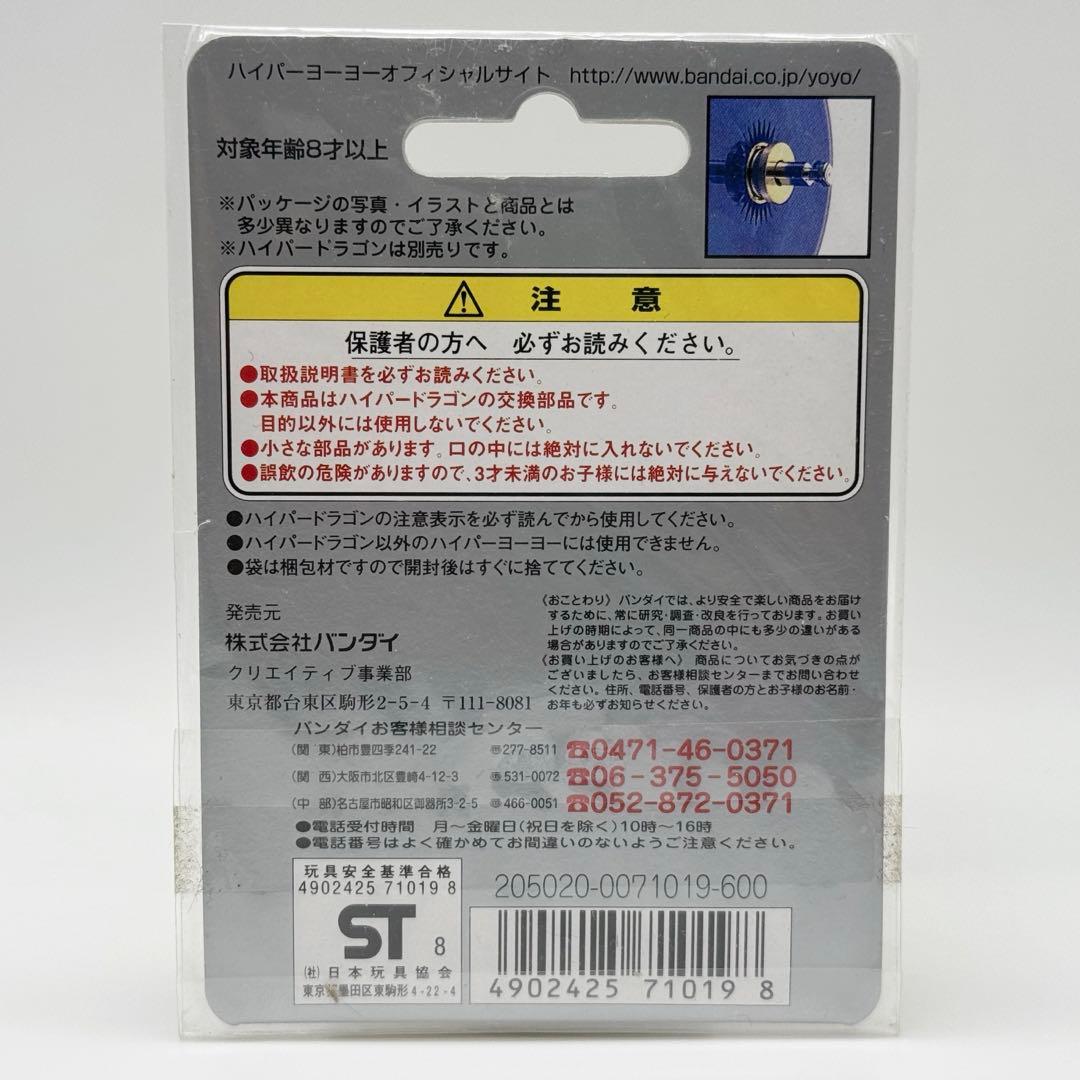 ハイパーヨーヨーオフィシャルサイト http://www.bandai.co.jp/yoyo/
対象年齢8才以上
※パッケージの写真・イラストと商品とは
多少異なりますのでご了承ください。
※ハイパードラゴンは別売りです。
注 意
保護者の方へ 必ずお読みください。
●取扱説明書を必ずお読みください。
●本商品はハイパードラゴンの交換部品です。
目的以外には使用しないでください。
●小さな部品があります。口の中には絶対に入れないでください。
●誤飲の危険がありますので、3才未満のお子様には絶対に与えないでください。
●ハイパードラゴンの注意表示を必ず読んでから使用してください。
●ハイパードラゴン以外のハイパーヨーヨーには使用できません。
●袋は梱包材ですので開封後はすぐに捨ててください。
発売元
株式会社バンダイ
クリエイティブ事業部
東京都台東区駒形2-5-4 〒111-8081
〈おことわり〉バンダイでは、より安全で楽しい商品をお届け
するために、常に研究・調査・改良を行っております。お買い
上げの時期によって、同一商品の中にも多少の違いがある
場合がありますのでご了承ください。
〈お買い上げのお客様へ〉商品についてお気づきの点が
ございましたら、お客様相談センターまでお問い合わせ
ください。住所、電話番号、保護者の方とお子様のお名前・
お年も必ずお知らせください。
バンダイお客様相談センター
(関 東)柏市豊四季241-22 〒277-8511 ☎0471-46-0371
(関 西)大阪市北区豊崎4-12-3 〒531-0072 ☎06-375-5050
(中 部)名古屋市昭和区御器所3-2-5 〒466-0051 ☎052-872-0371
●電話受付時間 月〜金曜日(祝日を除く)10時〜16時
●電話番号はよく確かめてお間違いのないようご注意ください。
玩具安全基準合格
4902425 71019 8
ST 8
(社)日本玩具協会
東京都墨田区東駒形4-22-4
205020-0071019-600
4902425 71019 8